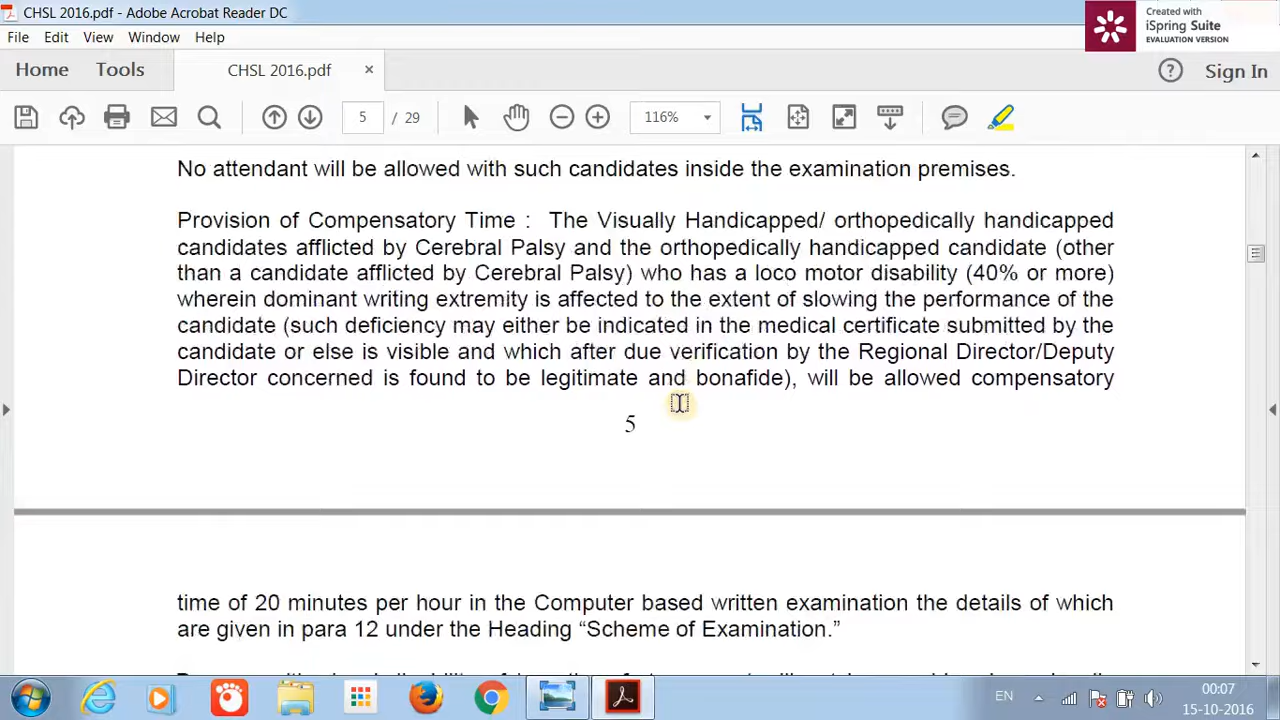 CHSL 2016.pdf - Adobe Acrobat Reader DC
Created with
iSpring Suite
EVALUATION VERSION
File Edit View Window Help
Home Tools CHSL 2016.pdf × Sign In
5 / 29 116%
No attendant will be allowed with such candidates inside the examination premises.
Provision of Compensatory Time : The Visually Handicapped/ orthopedically handicapped
candidates afflicted by Cerebral Palsy and the orthopedically handicapped candidate (other
than a candidate afflicted by Cerebral Palsy) who has a loco motor disability (40% or more)
wherein dominant writing extremity is affected to the extent of slowing the performance of the
candidate (such deficiency may either be indicated in the medical certificate submitted by the
candidate or else is visible and which after due verification by the Regional Director/Deputy
Director concerned is found to be legitimate and bonafide), will be allowed compensatory
5
time of 20 minutes per hour in the Computer based written examination the details of which
are given in para 12 under the Heading “Scheme of Examination.”
EN 00:07
15-10-2016